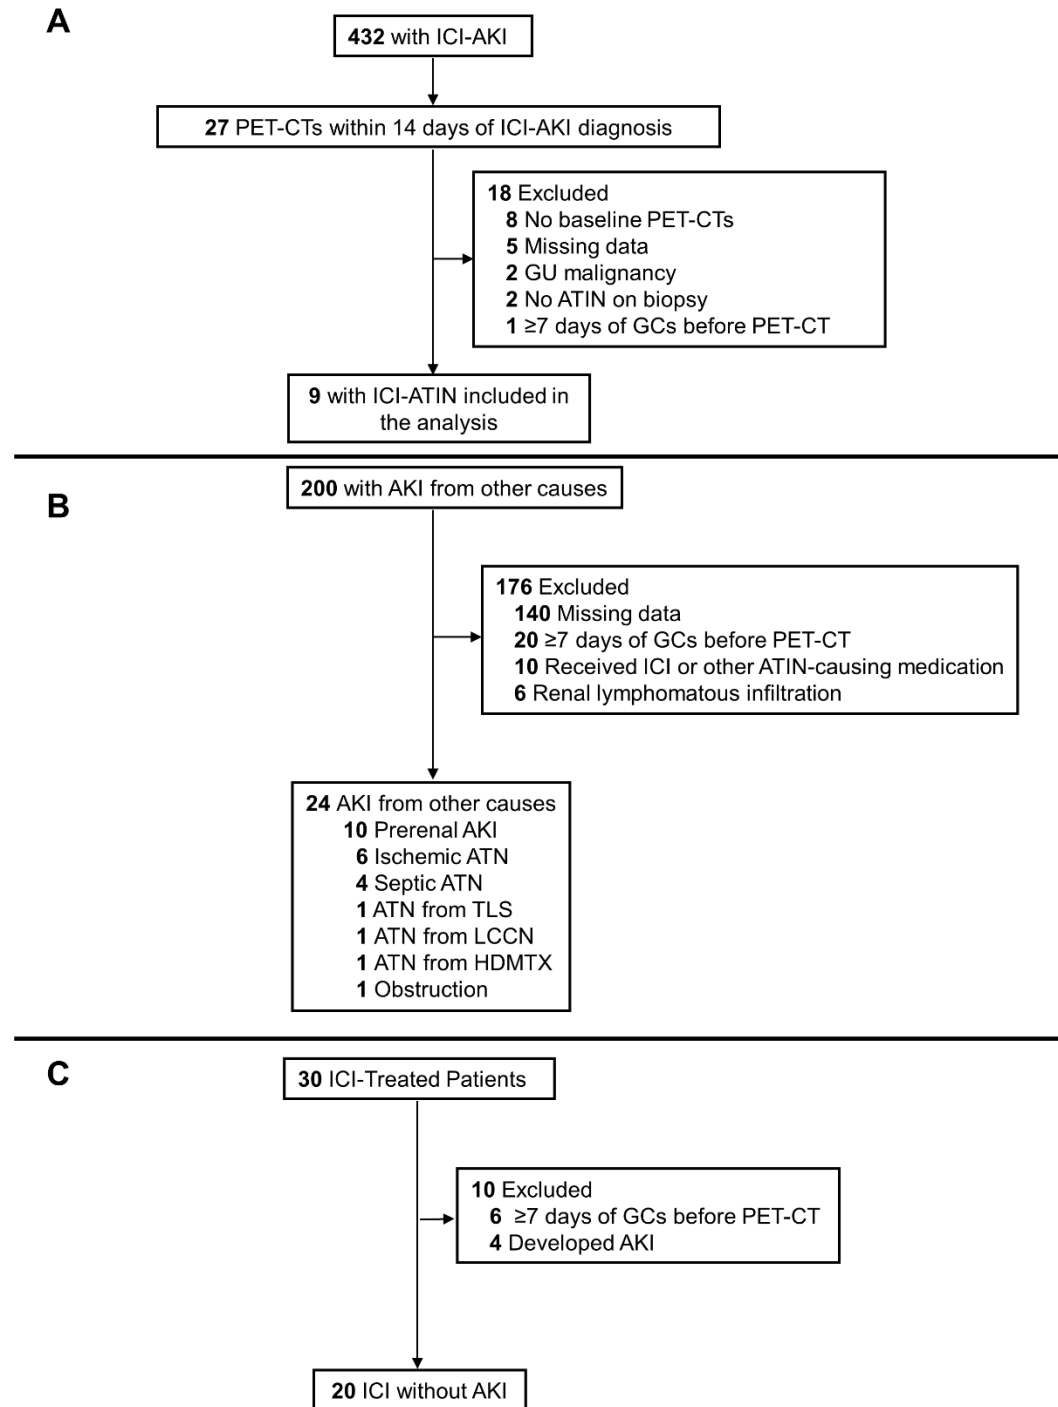 A
432 with ICI-AKI
27 PET-CTs within 14 days of ICI-AKI diagnosis
18 Excluded
8 No baseline PET-CTs
5 Missing data
2 GU malignancy
2 No ATIN on biopsy
1 ≥7 days of GCs before PET-CT
9 with ICI-ATIN included in
the analysis
B
200 with AKI from other causes
176 Excluded
140 Missing data
20 ≥7 days of GCs before PET-CT
10 Received ICI or other ATIN-causing medication
6 Renal lymphomatous infiltration
24 AKI from other causes
10 Prerenal AKI
6 Ischemic ATN
4 Septic ATN
1 ATN from TLS
1 ATN from LCCN
1 ATN from HDMTX
1 Obstruction
C
30 ICI-Treated Patients
10 Excluded
6 ≥7 days of GCs before PET-CT
4 Developed AKI
20 ICI without AKI